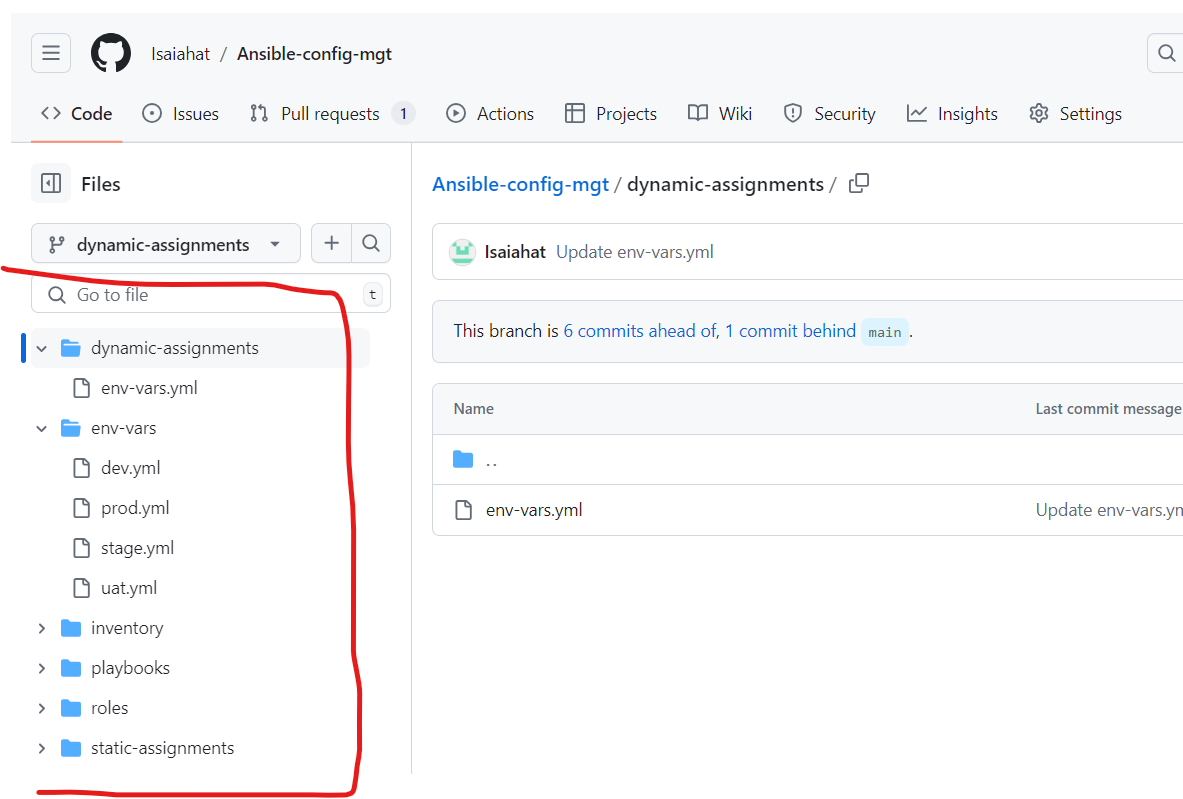 Isaiahat / Ansible-config-mgt
Code Issues Pull requests 1 Actions Projects Wiki Security Insights Settings
Files
dynamic-assignments
Go to file t
dynamic-assignments
env-vars.yml
env-vars
dev.yml
prod.yml
stage.yml
uat.yml
inventory
playbooks
roles
static-assignments
Ansible-config-mgt / dynamic-assignments /
Isaiahat Update env-vars.yml
This branch is 6 commits ahead of, 1 commit behind main .
Name Last commit message
..
env-vars.yml Update env-vars.ym